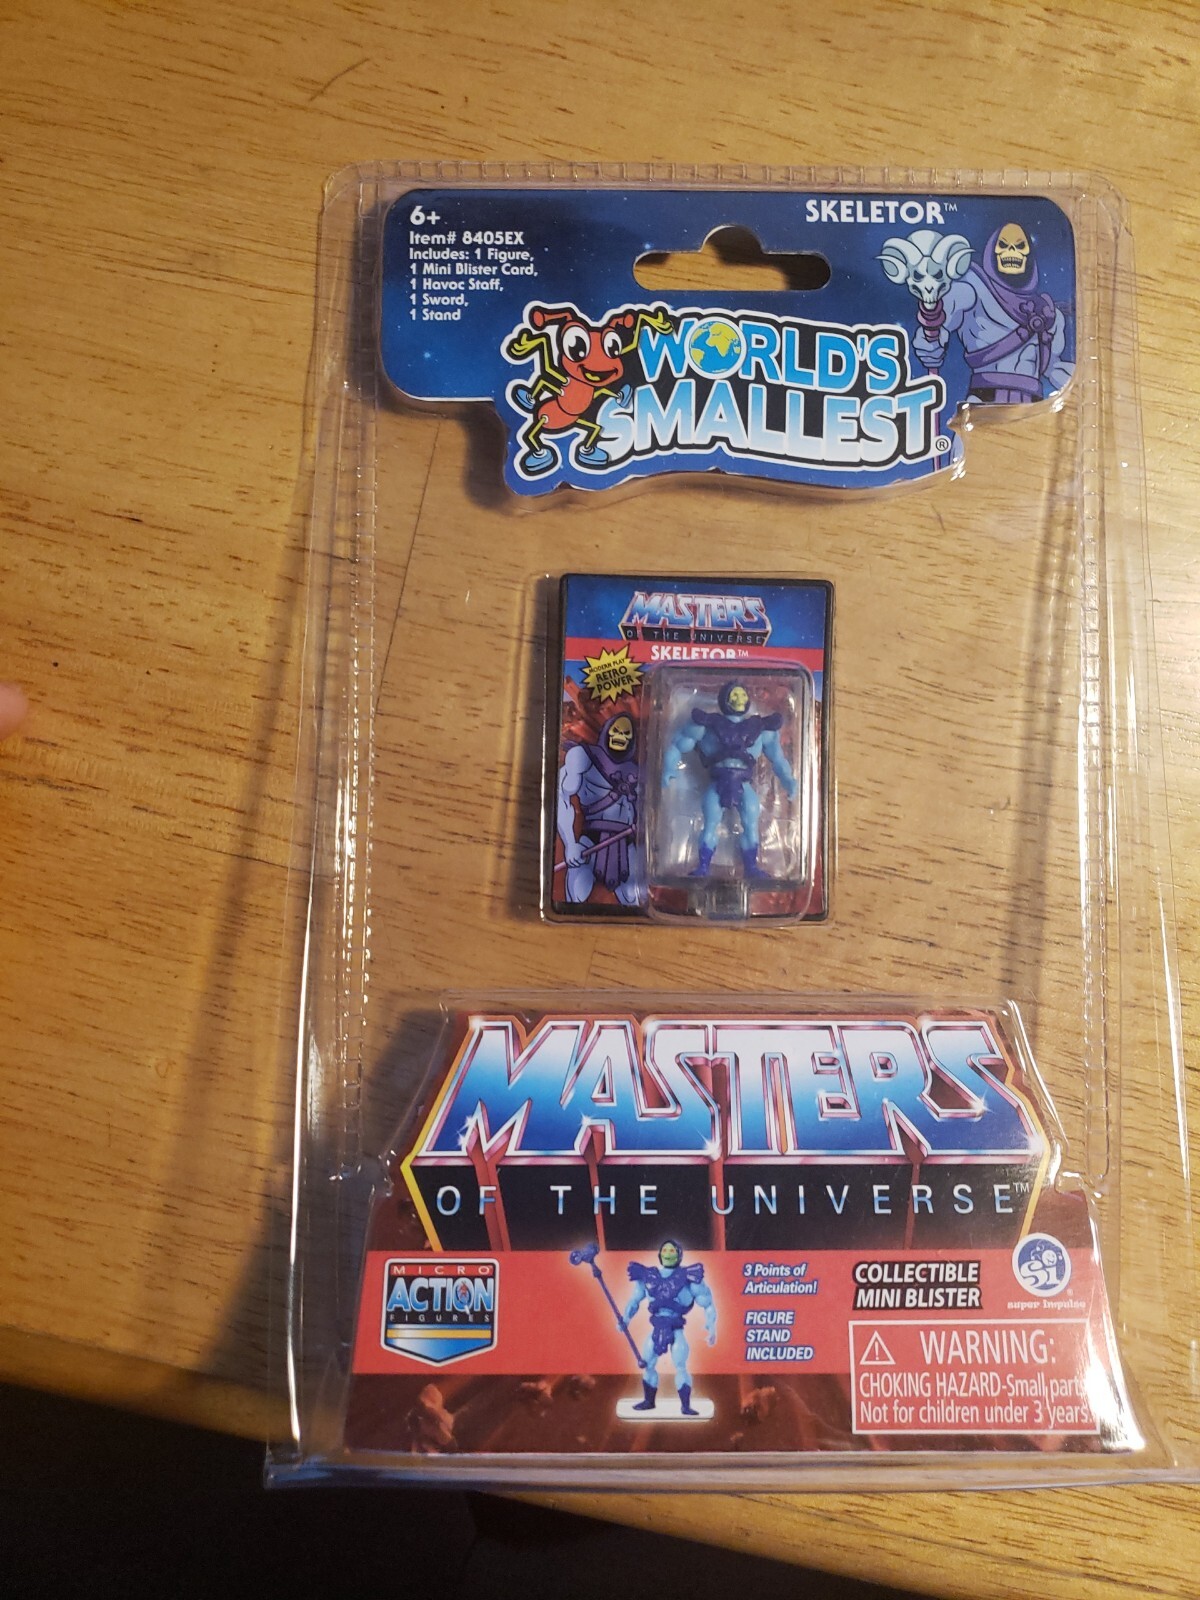 6+
Item# 8405EX
Includes: 1 Figure,
1 Mini Blister Card,
1 Havoc Staff,
1 Sword,
1 Stand
SKELETOR™
WORLD'S
SMALLEST®
MASTERS
OF THE UNIVERSE
SKELETOR™
MODERN PLAY
RETRO
POWER
MASTERS
OF THE UNIVERSE™
MICRO
ACTION
FIGURES
3 Points of
Articulation!
FIGURE
STAND
INCLUDED
COLLECTIBLE
MINI BLISTER
SI
super impulse®
WARNING:
CHOKING HAZARD-Small parts
Not for children under 3 years.